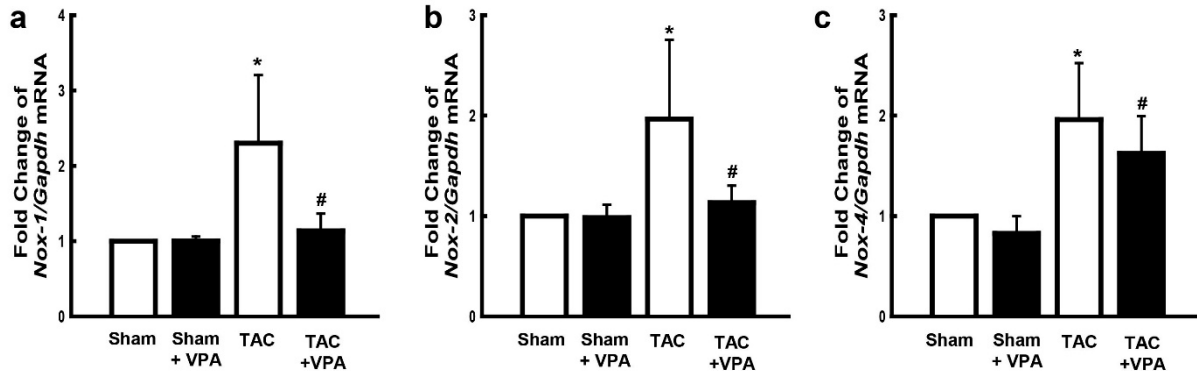 a
Fold Change of
Nox-1/Gapdh mRNA
4
3
2
1
0
*
#
Sham
Sham
+ VPA
TAC
TAC
+VPA
b
Fold Change of
Nox-2/Gapdh mRNA
3
2
1
0
*
#
Sham
Sham
+ VPA
TAC
TAC
+VPA
c
Fold Change of
Nox-4/Gapdh mRNA
3
2
1
0
*
#
Sham
Sham
+ VPA
TAC
TAC
+VPA